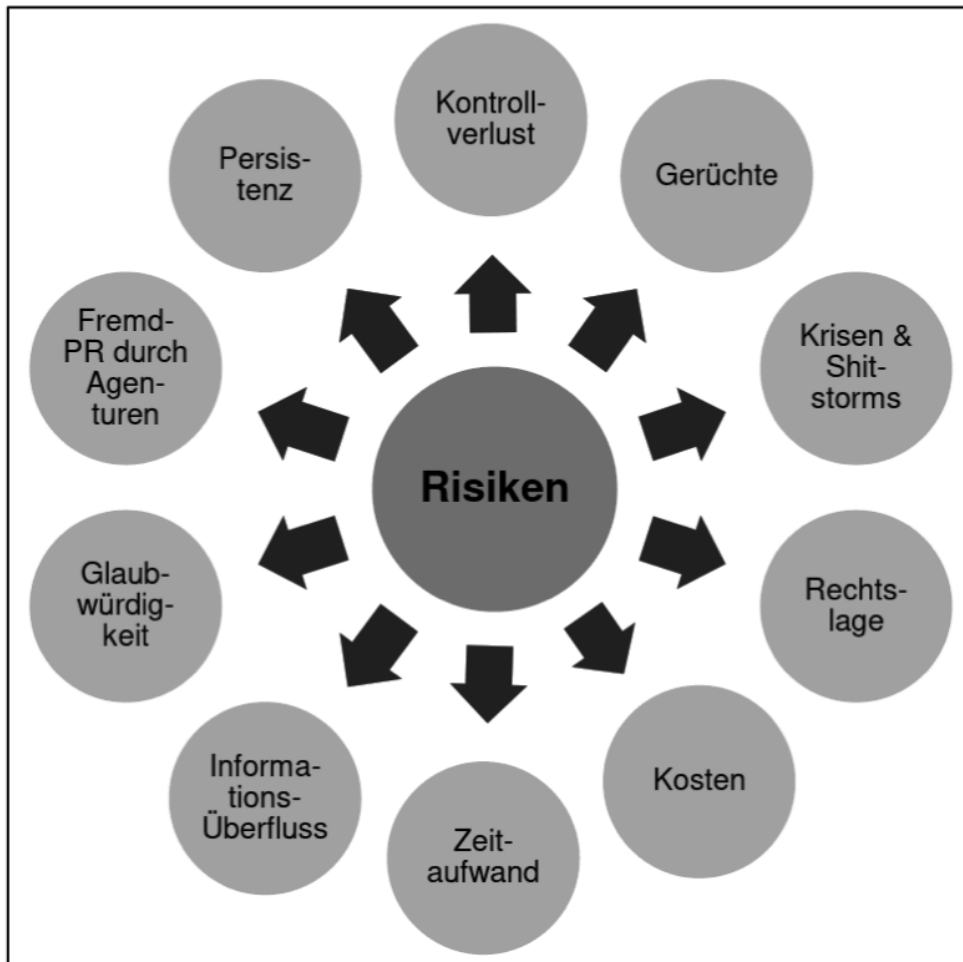 Kontroll-
verlust
Gerüchte
Krisen &
Shit-
storms
Rechts-
lage
Kosten
Zeit-
aufwand
Informa-
tions-
Überfluss
Glaub-
würdig-
keit
Fremd-
PR durch
Agen-
turen
Persis-
tenz
Risiken